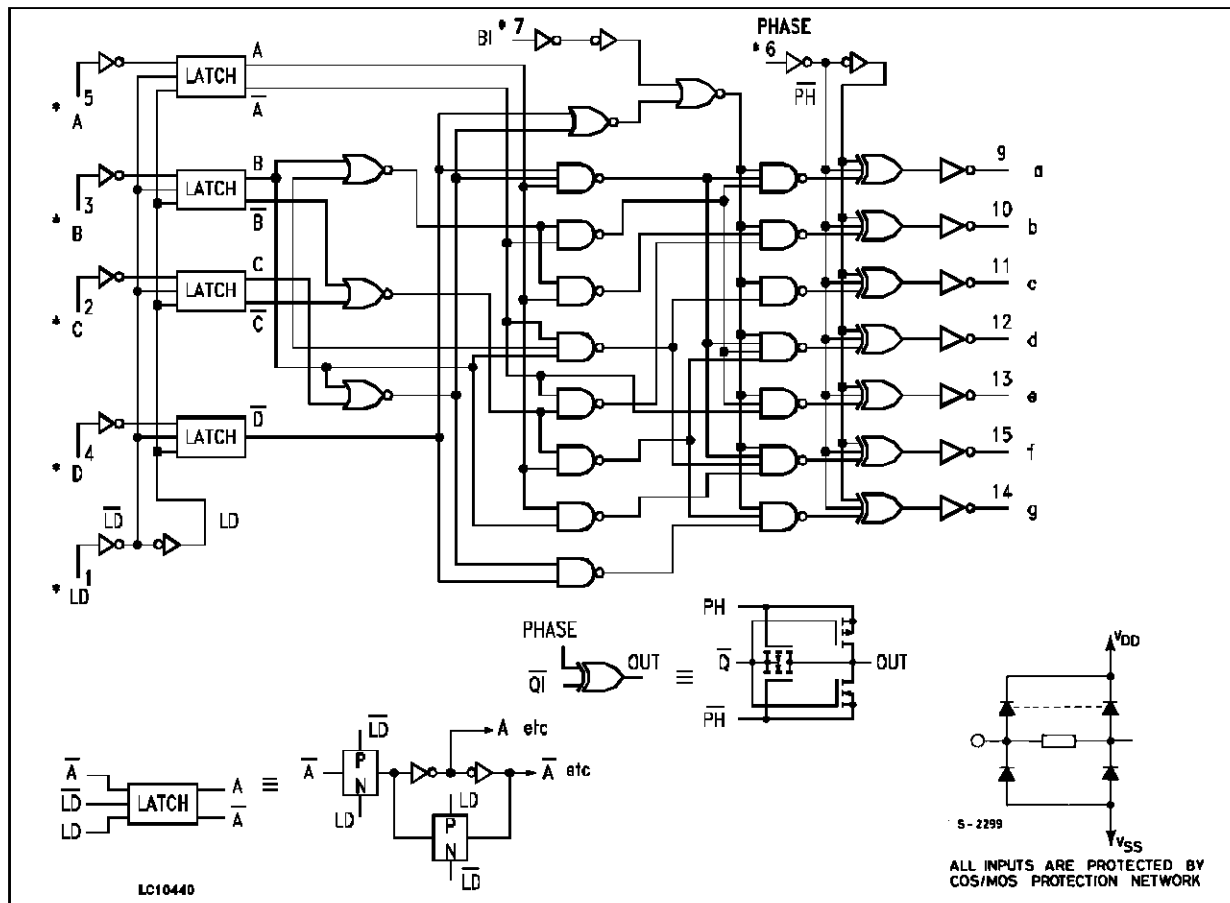 BI *7
PHASE
*6
PH
A
LATCH
A
5
* A
B
LATCH
B
3
* B
C
LATCH
C
2
* C
D
LATCH
4
* D
LD
LD
1
* LD
9 a
10 b
11 c
12 d
13 e
15 f
14 g
PHASE
QI
OUT
≡
PH
Q
OUT
PH
VDD
VSS
S-2299
ALL INPUTS ARE PROTECTED BY
COS/MOS PROTECTION NETWORK
A
LD
LD
LATCH
A
A
≡
A
LD
P
N
LD
A etc
A etc
LD
P
N
LD
LC10440